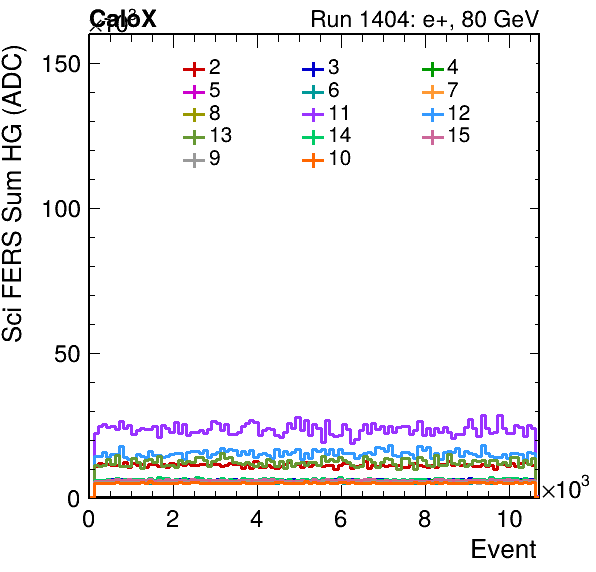 CaloX Run 1404: e+, 80 GeV
×10³
Sci FERS Sum HG (ADC)
150
100
50
0
2 3 4
5 6 7
8 11 12
13 14 15
9 10
0 2 4 6 8 10
×10³
Event